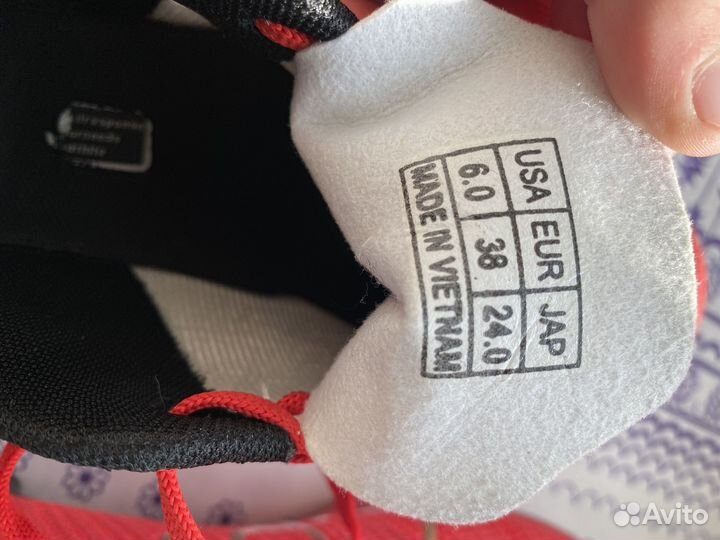 USA EUR JAP
6.0 38 24.0
MADE IN VIETNAM
Avito